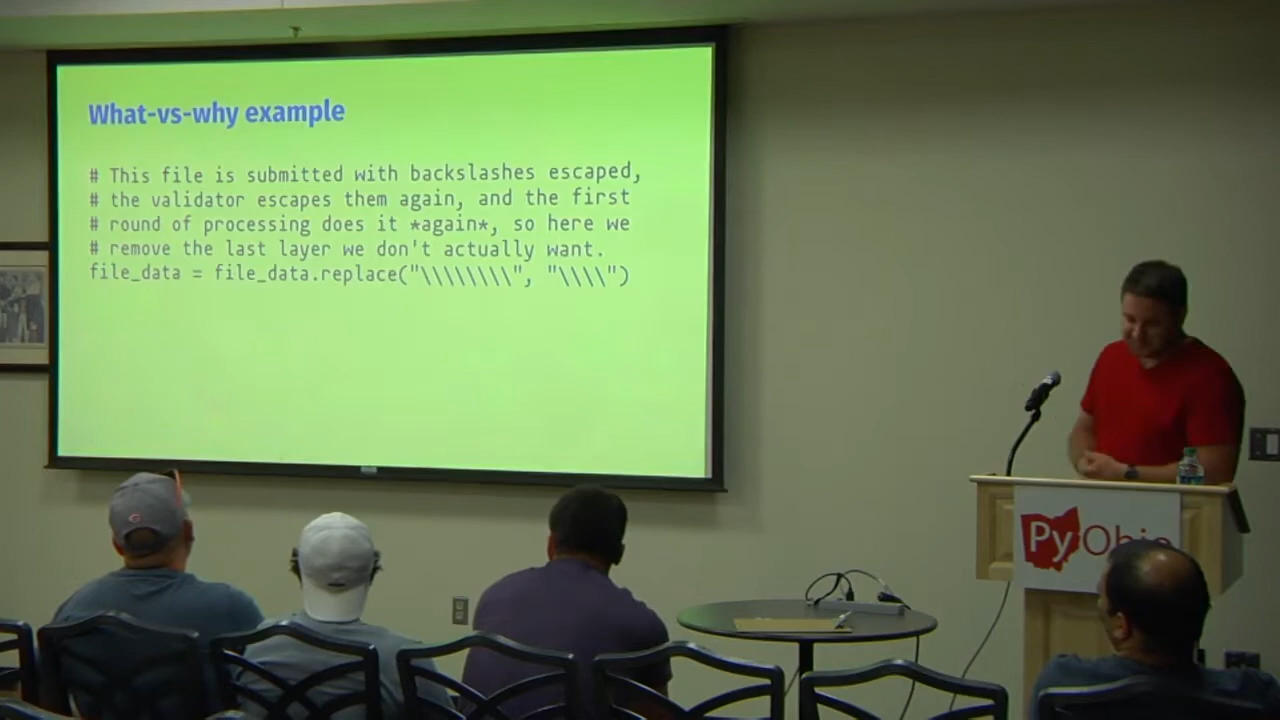 What-vs-why example
# This file is submitted with backslashes escaped,
# the validator escapes them again, and the first
# round of processing does it *again*, so here we
# remove the last layer we don't actually want.
file_data = file_data.replace("\\\\\\\\", "\\\\")
PyOhio